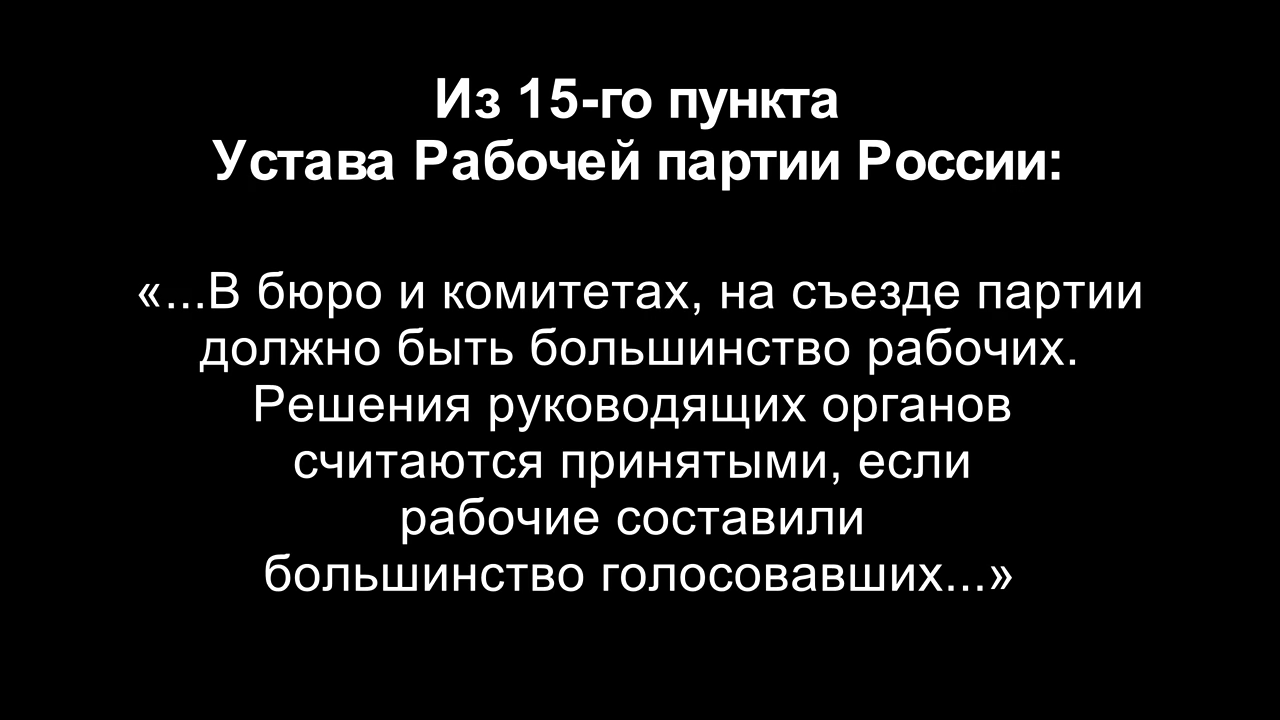 Из 15-го пункта
Устава Рабочей партии России:
«...В бюро и комитетах, на съезде партии
должно быть большинство рабочих.
Решения руководящих органов
считаются принятыми, если
рабочие составили
большинство голосовавших...»